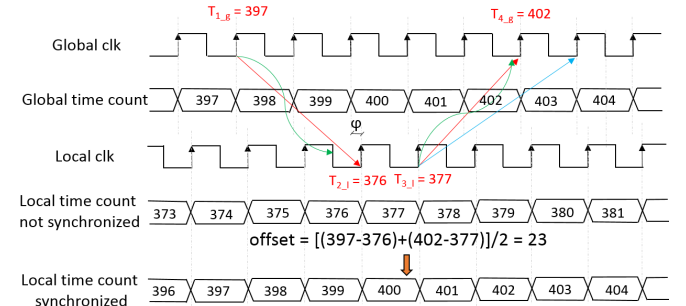 T1_g = 397
T4_g = 402
Global clk
Global time count
397 398 399 400 401 402 403 404
φ
Local clk
T2_l = 376
T3_l = 377
Local time count
not synchronized
373 374 375 376 377 378 379 380 381
offset = [(397-376)+(402-377)]/2 = 23
Local time count
synchronized
396 397 398 399 400 401 402 403 404